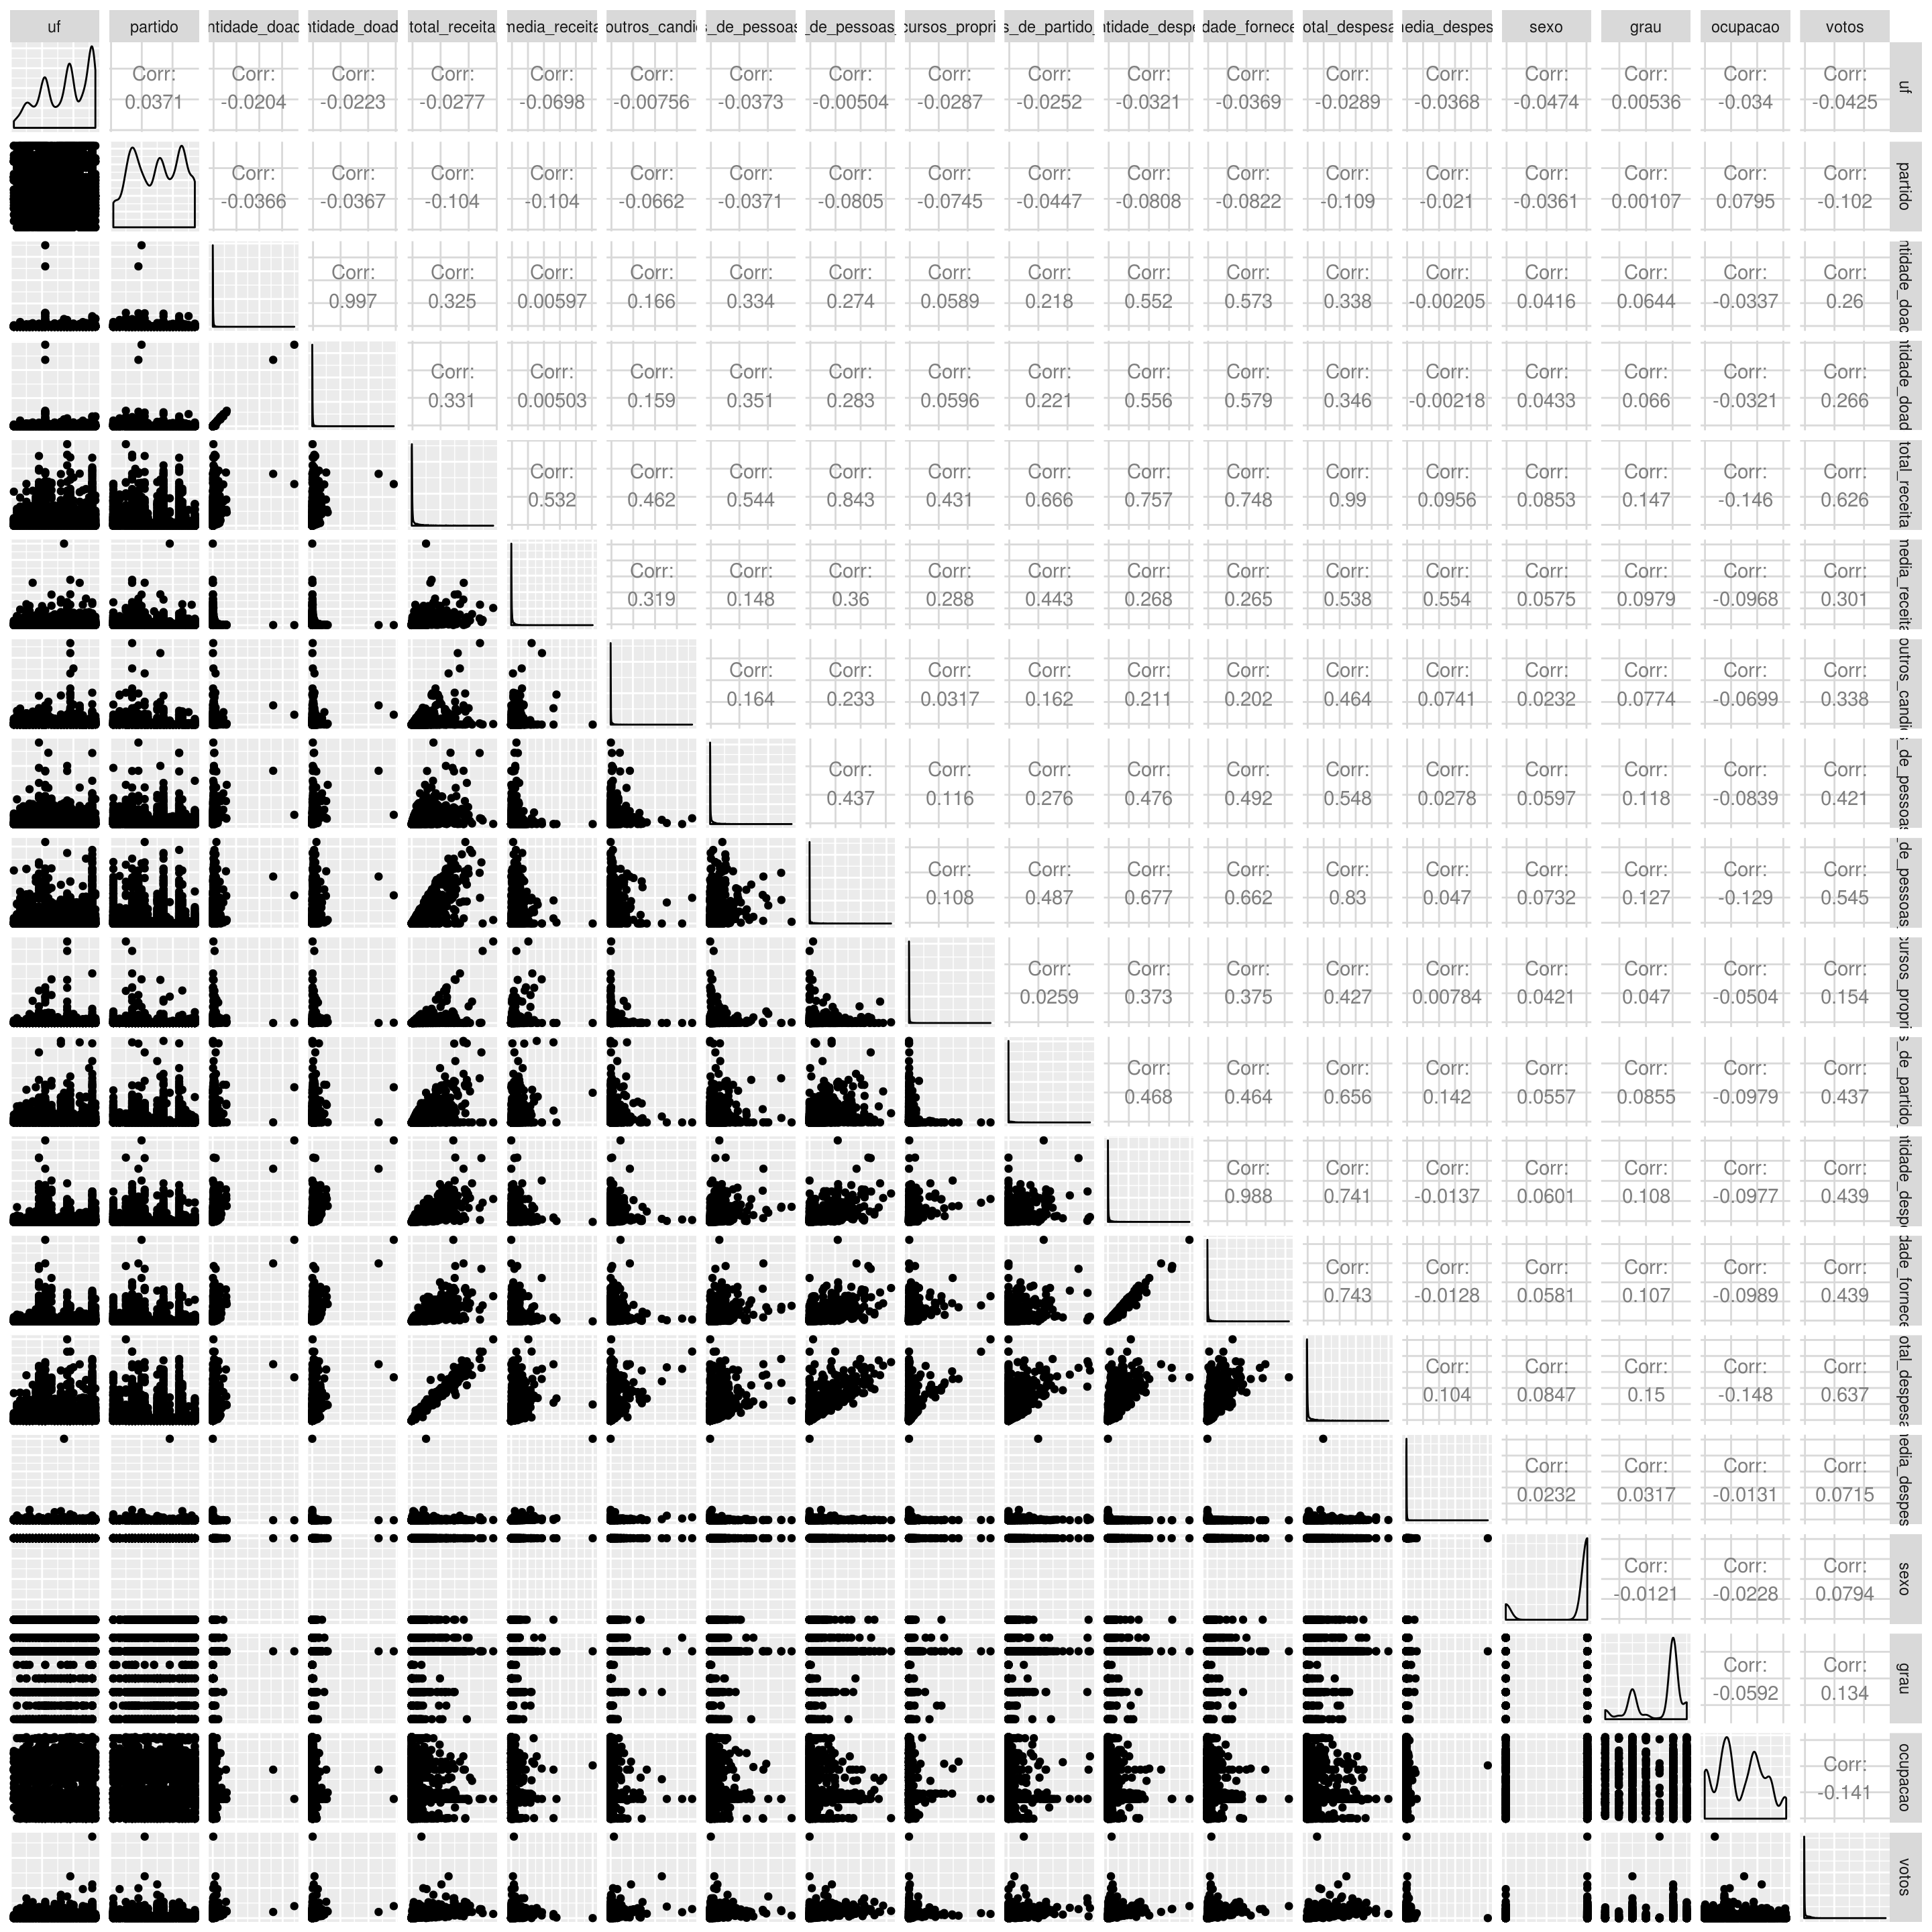 uf partido ntidade_doac ntidade_doad total_receita media_receita outros_candi s_de_pessoas _de_pessoas_ cursos_propri s_de_partido_ ntidade_despe dade_fornece otal_despesa nedia_despes sexo grau ocupacao votos
Corr: Corr: Corr: Corr: Corr: Corr: Corr: Corr: Corr: Corr: Corr: Corr: Corr: Corr: Corr: Corr: Corr: Corr: uf
0.0371 -0.0204 -0.0223 -0.0277 -0.0698 -0.00756 -0.0373 -0.00504 -0.0287 -0.0252 -0.0321 -0.0369 -0.0289 -0.0368 -0.0474 0.00536 -0.034 -0.0425
Corr: Corr: Corr: Corr: Corr: Corr: Corr: Corr: Corr: Corr: Corr: Corr: Corr: Corr: Corr: Corr: Corr: partido
-0.0366 -0.0367 -0.104 -0.104 -0.0662 -0.0371 -0.0805 -0.0745 -0.0447 -0.0808 -0.0822 -0.109 -0.021 -0.0361 0.00107 0.0795 -0.102
Corr: Corr: Corr: Corr: Corr: Corr: Corr: Corr: Corr: Corr: Corr: Corr: Corr: Corr: Corr: Corr: ntidade_doac
0.997 0.325 0.00597 0.166 0.334 0.274 0.0589 0.218 0.552 0.573 0.338 -0.00205 0.0416 0.0644 -0.0337 0.26
Corr: Corr: Corr: Corr: Corr: Corr: Corr: Corr: Corr: Corr: Corr: Corr: Corr: Corr: Corr: ntidade_doad
0.331 0.00503 0.159 0.351 0.283 0.0596 0.221 0.556 0.579 0.346 -0.00218 0.0433 0.066 -0.0321 0.266
Corr: Corr: Corr: Corr: Corr: Corr: Corr: Corr: Corr: Corr: Corr: Corr: Corr: Corr: total_receita
0.532 0.462 0.544 0.843 0.431 0.666 0.757 0.748 0.99 0.0956 0.0853 0.147 -0.146 0.626
Corr: Corr: Corr: Corr: Corr: Corr: Corr: Corr: Corr: Corr: Corr: Corr: Corr: media_receita
0.319 0.148 0.36 0.288 0.443 0.268 0.265 0.538 0.554 0.0575 0.0979 -0.0968 0.301
Corr: Corr: Corr: Corr: Corr: Corr: Corr: Corr: Corr: Corr: Corr: Corr: outros_candi
0.164 0.233 0.0317 0.162 0.211 0.202 0.464 0.0741 0.0232 0.0774 -0.0699 0.338
Corr: Corr: Corr: Corr: Corr: Corr: Corr: Corr: Corr: Corr: Corr: s_de_pessoas
0.437 0.116 0.276 0.476 0.492 0.548 0.0278 0.0597 0.118 -0.0839 0.421
Corr: Corr: Corr: Corr: Corr: Corr: Corr: Corr: Corr: Corr: _de_pessoas_
0.108 0.487 0.677 0.662 0.83 0.047 0.0732 0.127 -0.129 0.545
Corr: Corr: Corr: Corr: Corr: Corr: Corr: Corr: Corr: cursos_propri
0.0259 0.373 0.375 0.427 0.00784 0.0421 0.047 -0.0504 0.154
Corr: Corr: Corr: Corr: Corr: Corr: Corr: Corr: s_de_partido_
0.468 0.464 0.656 0.142 0.0557 0.0855 -0.0979 0.437
Corr: Corr: Corr: Corr: Corr: Corr: Corr: ntidade_despe
0.988 0.741 -0.0137 0.0601 0.108 -0.0977 0.439
Corr: Corr: Corr: Corr: Corr: Corr: dade_fornece
0.743 -0.0128 0.0581 0.107 -0.0989 0.439
Corr: Corr: Corr: Corr: Corr: total_despesa
0.104 0.0847 0.15 -0.148 0.637
Corr: Corr: Corr: Corr: nedia_despes
0.0232 0.0317 -0.0131 0.0715
Corr: Corr: Corr: sexo
-0.0121 -0.0228 0.0794
Corr: Corr: grau
-0.0592 0.134
Corr: ocupacao
-0.141
votos